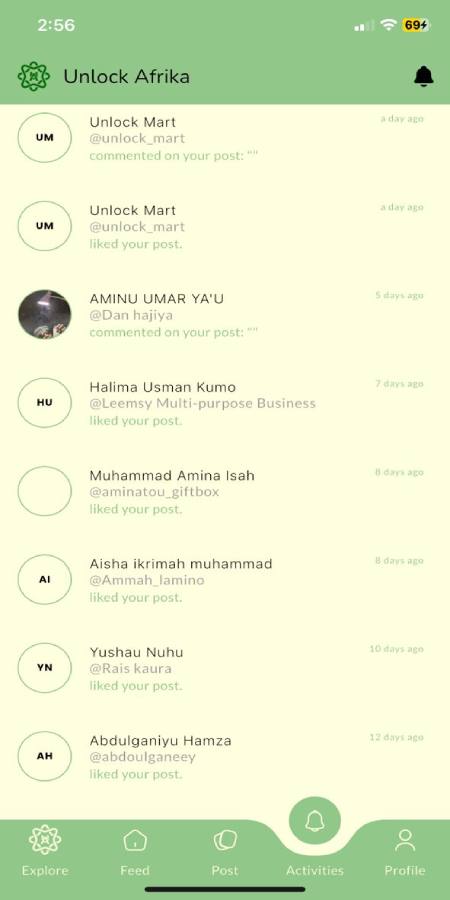 2:56
69
Unlock Afrika
UM
Unlock Mart
a day ago
@unlock_mart
commented on your post: ""
UM
Unlock Mart
a day ago
@unlock_mart
liked your post.
AMINU UMAR YA'U
5 days ago
@Dan hajiya
commented on your post: ""
HU
Halima Usman Kumo
7 days ago
@Leemsy Multi-purpose Business
liked your post.
Muhammad Amina Isah
8 days ago
@aminatou_giftbox
liked your post.
AI
Aisha ikrimah muhammad
8 days ago
@Ammah_lamino
liked your post.
YN
Yushau Nuhu
10 days ago
@Rais kaura
liked your post.
AH
Abdulganiyu Hamza
12 days ago
@abdoulganeey
liked your post.
Explore
Feed
Post
Activities
Profile